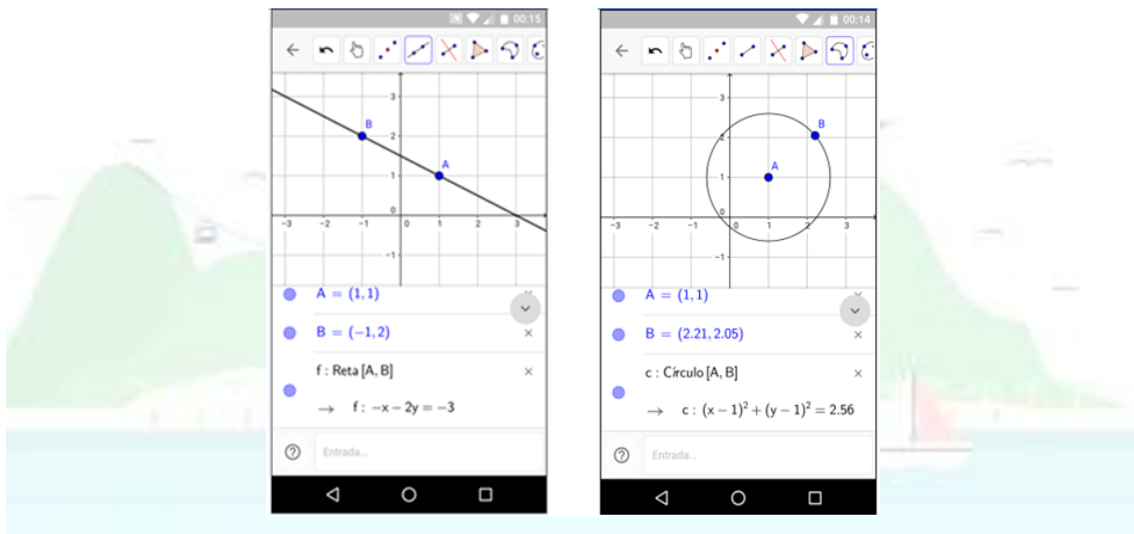 00:15
3
B
2
A
1
0
-3 -2 -1 0 1 2 3
-1
A = (1, 1)
B = (−1, 2)
f : Reta [A, B]
→ f : −x − 2y = −3
Entrada...
00:14
3
B
2
A
1
0
-3 -2 -1 0 1 2 3
-1
A = (1, 1)
B = (2.21, 2.05)
c : Círculo [A, B]
→ c : (x − 1)² + (y − 1)² = 2.56
Entrada...